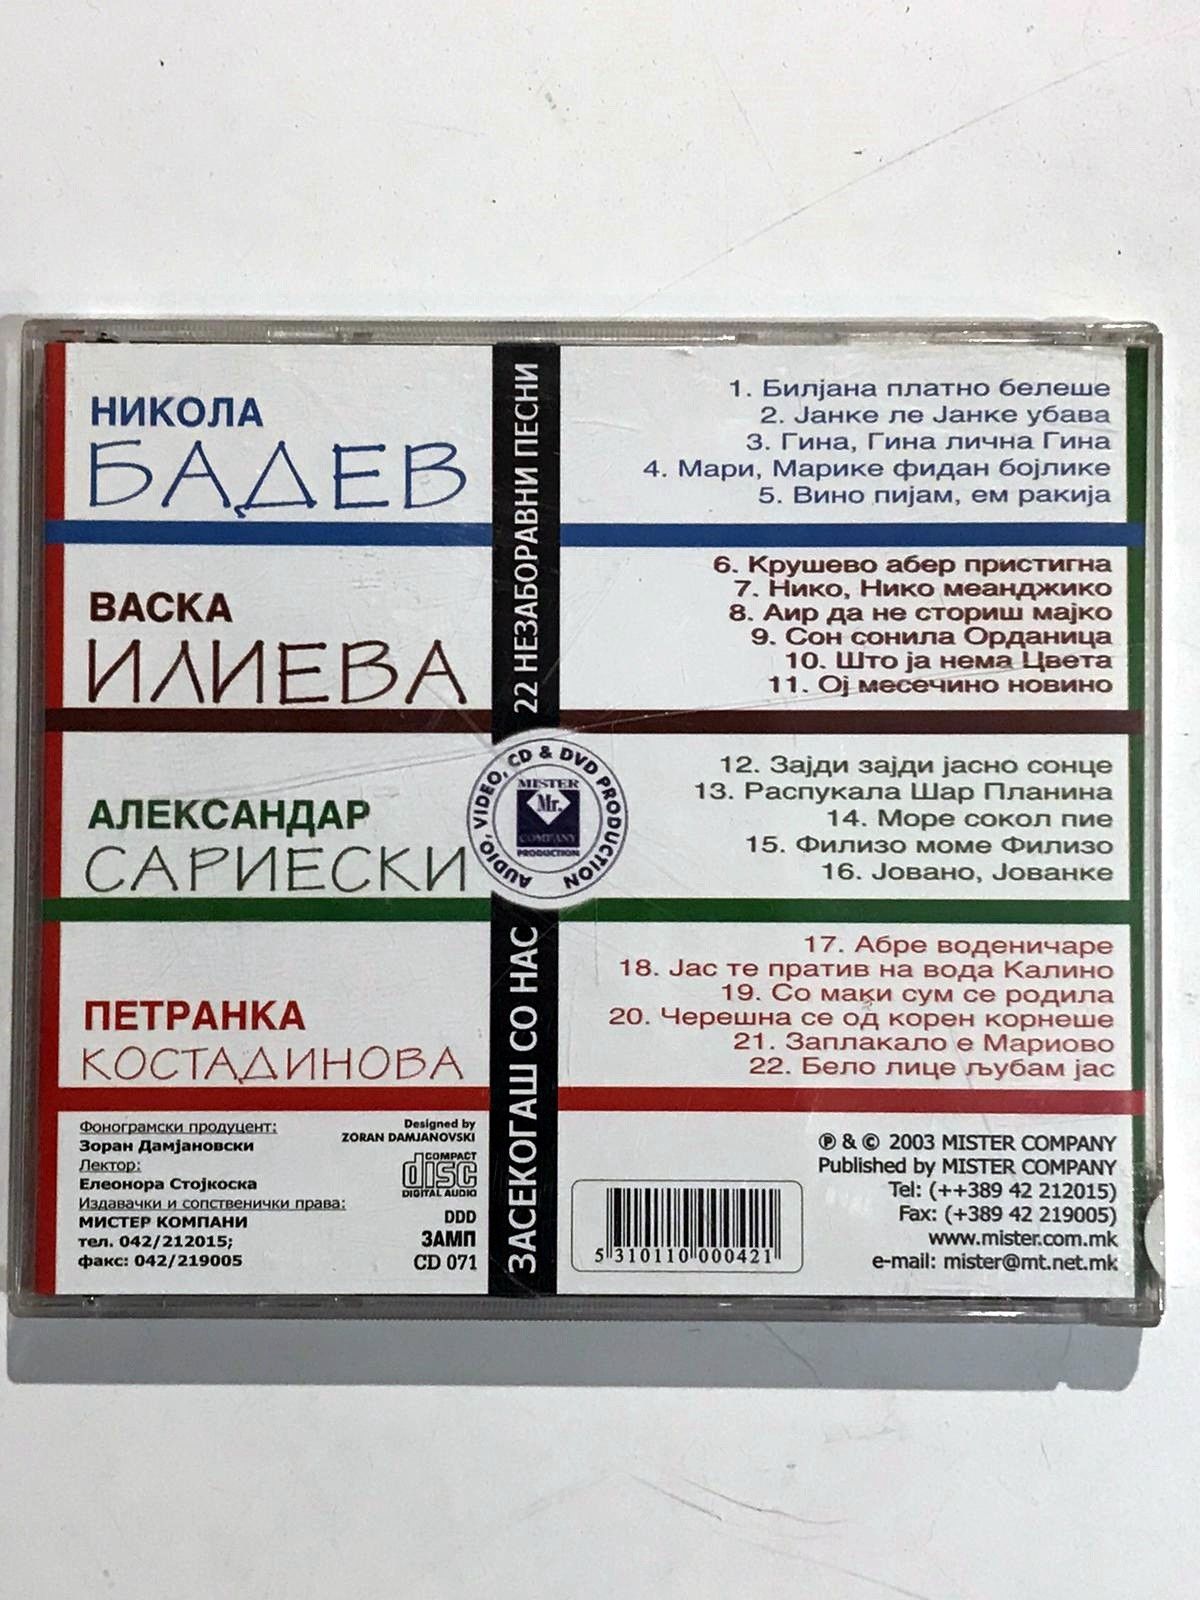 НИКОЛА
БАДЕВ
1. Билјана платно белеше
2. Јанке ле Јанке убава
3. Гина, Гина лична Гина
4. Мари, Марике фидан бојлике
5. Вино пијам, ем ракија
ВАСКА
ИЛИЕВА
6. Крушево абер пристигна
7. Нико, Нико меанджико
8. Аир да не сториш мајко
9. Сон сонила Орданица
10. Што ја нема Цвета
11. Ој месечино новино
22 НЕЗАБОРАВНИ ПЕСНИ
AUDIO, VIDEO, CD & DVD PRODUCTION
MISTER
Mr.
COMPANY
PRODUCTION
АЛЕКСАНДАР
САРИЕСКИ
12. Зајди зајди јасно сонце
13. Распукала Шар Планина
14. Море сокол пие
15. Филизо моме Филизо
16. Јовано, Јованке
ПЕТРАНКА
КОСТАДИНОВА
17. Абре воденичаре
18. Јас те пратив на вода Калино
19. Со маки сум се родила
20. Черешна се од корен корнеше
21. Заплакало е Мариово
22. Бело лице љубам јас
ЗАСЕКОГАШ СО НАС
Фонограмски продуцент:
Зоран Дамјановски
Лектор:
Елеонора Стојкоска
Издавачки и сопственички права:
МИСТЕР КОМПАНИ
тел. 042/212015;
факс: 042/219005
Designed by
ZORAN DAMJANOVSKI
COMPACT
disc
DIGITAL AUDIO
DDD
ЗАМП
CD 071
5 310110 000421
℗ & © 2003 MISTER COMPANY
Published by MISTER COMPANY
Tel: (++389 42 212015)
Fax: (+389 42 219005)
www.mister.com.mk
e-mail: mister@mt.net.mk